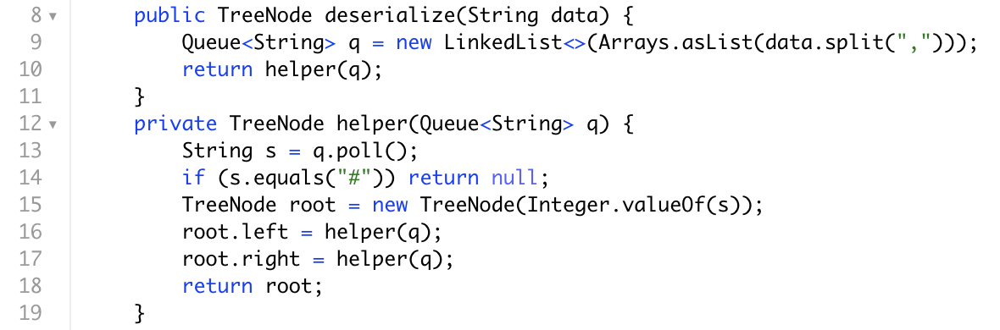 8 ▾ public TreeNode deserialize(String data) {
9 Queue<String> q = new LinkedList<>(Arrays.asList(data.split(",")));
10 return helper(q);
11 }
12 ▾ private TreeNode helper(Queue<String> q) {
13 String s = q.poll();
14 if (s.equals("#")) return null;
15 TreeNode root = new TreeNode(Integer.valueOf(s));
16 root.left = helper(q);
17 root.right = helper(q);
18 return root;
19 }